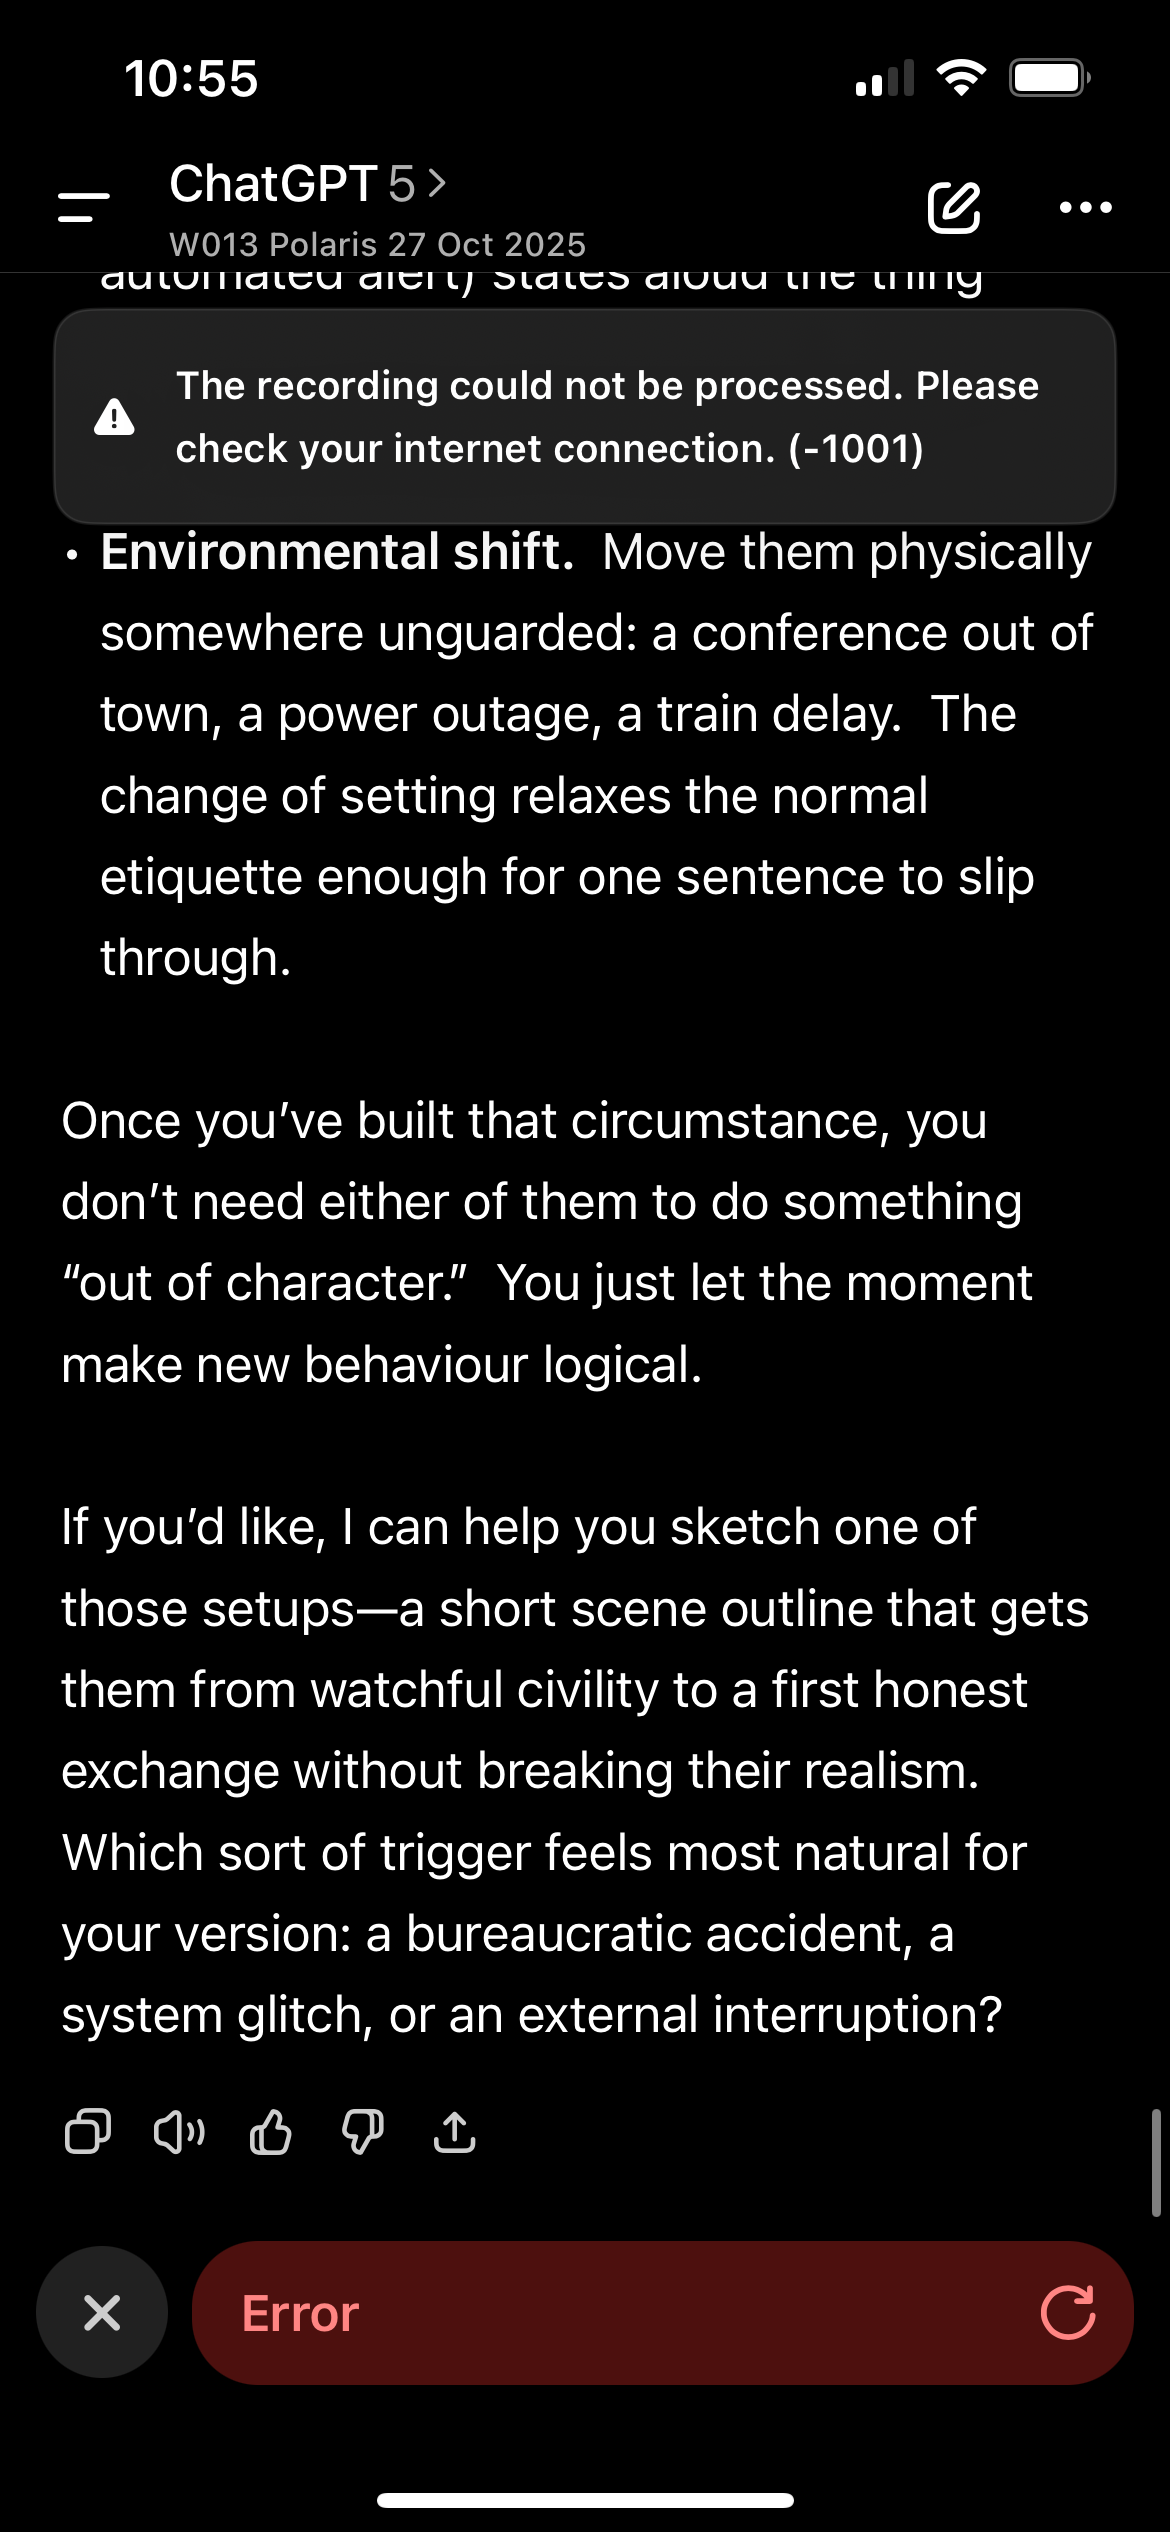 10:55
ChatGPT 5 >
W013 Polaris 27 Oct 2025
automated alert) states aloud the thing
The recording could not be processed. Please
check your internet connection. (-1001)
• Environmental shift.  Move them physically
somewhere unguarded: a conference out of
town, a power outage, a train delay.  The
change of setting relaxes the normal
etiquette enough for one sentence to slip
through.
Once you’ve built that circumstance, you
don’t need either of them to do something
“out of character.”  You just let the moment
make new behaviour logical.
If you’d like, I can help you sketch one of
those setups—a short scene outline that gets
them from watchful civility to a first honest
exchange without breaking their realism.
Which sort of trigger feels most natural for
your version: a bureaucratic accident, a
system glitch, or an external interruption?
Error